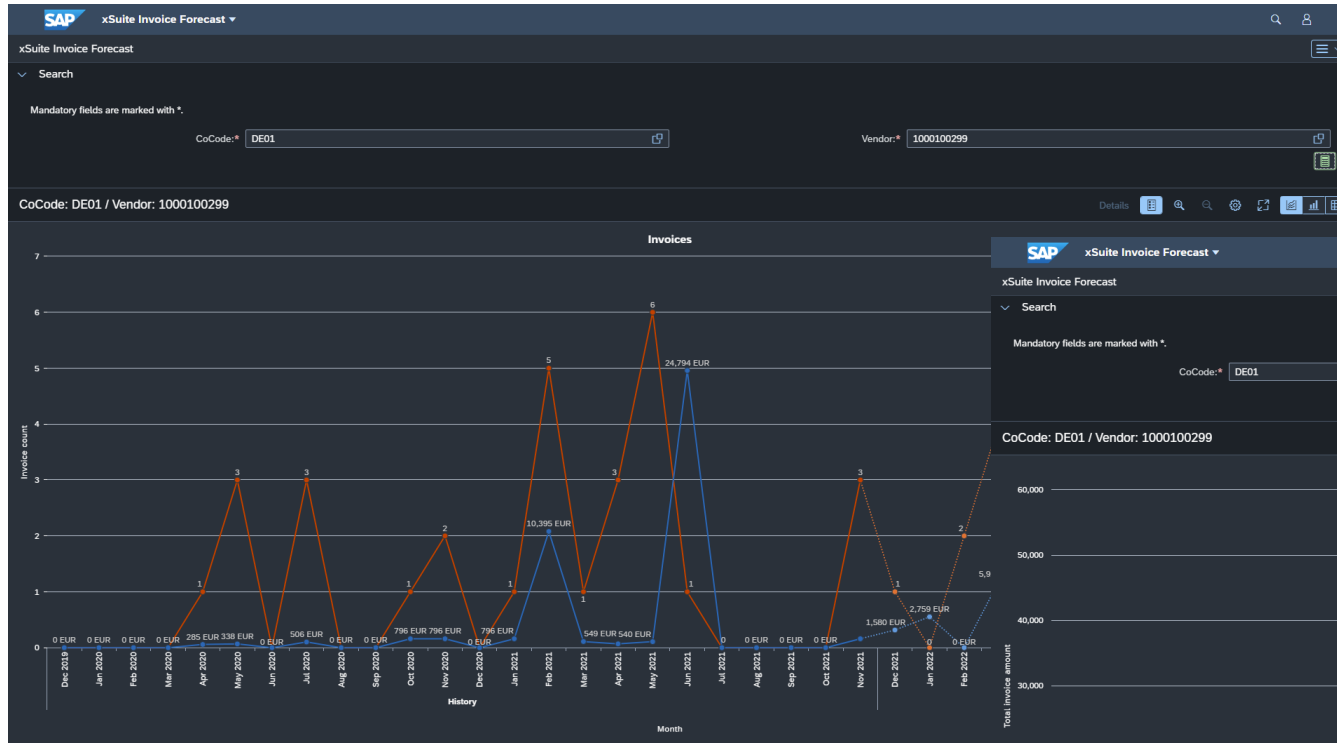 SAP xSuite Invoice Forecast
xSuite Invoice Forecast
Search
Mandatory fields are marked with *.
CoCode:* DE01
Vendor:* 1000100299
CoCode: DE01 / Vendor: 1000100299
Details
Invoices
7
6
5
4
3
2
1
0
Invoice count
6
5
24,794 EUR
3
3
3
3
2
10,395 EUR
2
1
1
1
1
1
1
0 EUR
0 EUR
0 EUR
0 EUR
285 EUR
338 EUR
0 EUR
506 EUR
0 EUR
0 EUR
796 EUR
796 EUR
0 EUR
796 EUR
549 EUR
540 EUR
0
0 EUR
0 EUR
0 EUR
1,580 EUR
2,759 EUR
0
0 EUR
5,9
Dec 2019
Jan 2020
Feb 2020
Mar 2020
Apr 2020
May 2020
Jun 2020
Jul 2020
Aug 2020
Sep 2020
Oct 2020
Nov 2020
Dec 2020
Jan 2021
Feb 2021
Mar 2021
Apr 2021
May 2021
Jun 2021
Jul 2021
Aug 2021
Sep 2021
Oct 2021
Nov 2021
Dec 2021
Jan 2022
Feb 2022
History
Month
SAP xSuite Invoice Forecast
xSuite Invoice Forecast
Search
Mandatory fields are marked with *.
CoCode:* DE01
CoCode: DE01 / Vendor: 1000100299
60,000
50,000
40,000
30,000
Total invoice amount